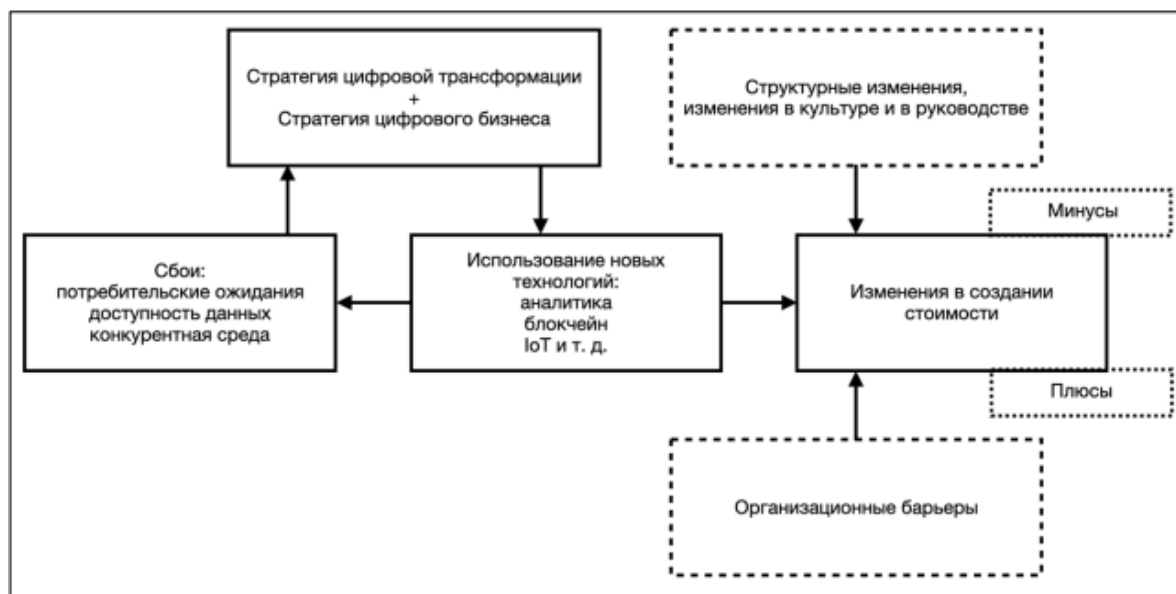 Стратегия цифровой трансформации
+
Стратегия цифрового бизнеса
Структурные изменения,
изменения в культуре и в руководстве
Минусы
Сбои:
потребительские ожидания
доступность данных
конкурентная среда
Использование новых
технологий:
аналитика
блокчейн
IoT и т. д.
Изменения в создании
стоимости
Плюсы
Организационные барьеры